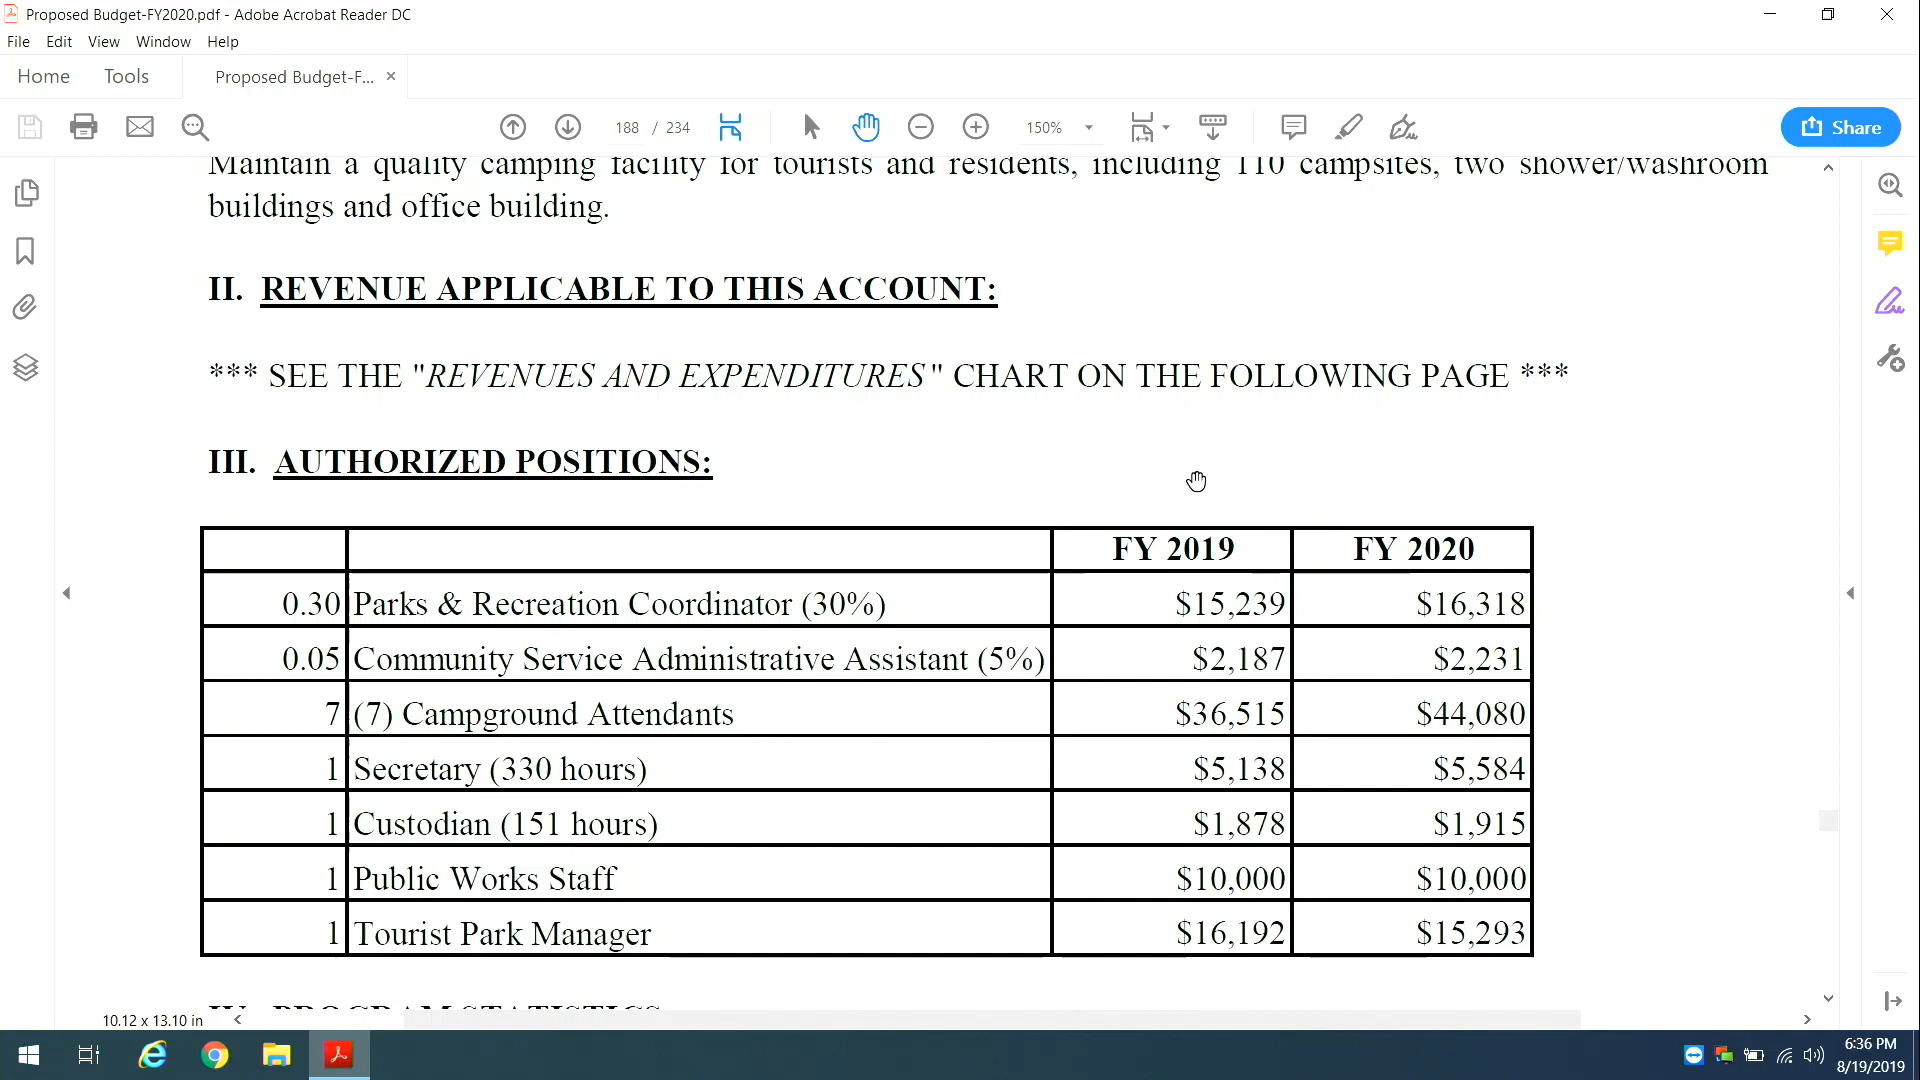 Proposed Budget-FY2020.pdf - Adobe Acrobat Reader DC
File Edit View Window Help
Home Tools Proposed Budget-F... ×
188 / 234 150% Share
Maintain a quality camping facility for tourists and residents, including 110 campsites, two shower/washroom
buildings and office building.
II. REVENUE APPLICABLE TO THIS ACCOUNT:
*** SEE THE "REVENUES AND EXPENDITURES" CHART ON THE FOLLOWING PAGE ***
III. AUTHORIZED POSITIONS:
FY 2019 FY 2020
0.30 Parks & Recreation Coordinator (30%) $15,239 $16,318
0.05 Community Service Administrative Assistant (5%) $2,187 $2,231
7 (7) Campground Attendants $36,515 $44,080
1 Secretary (330 hours) $5,138 $5,584
1 Custodian (151 hours) $1,878 $1,915
1 Public Works Staff $10,000 $10,000
1 Tourist Park Manager $16,192 $15,293
IV. PROGRAM STATISTICS
10.12 x 13.10 in
6:36 PM
8/19/2019